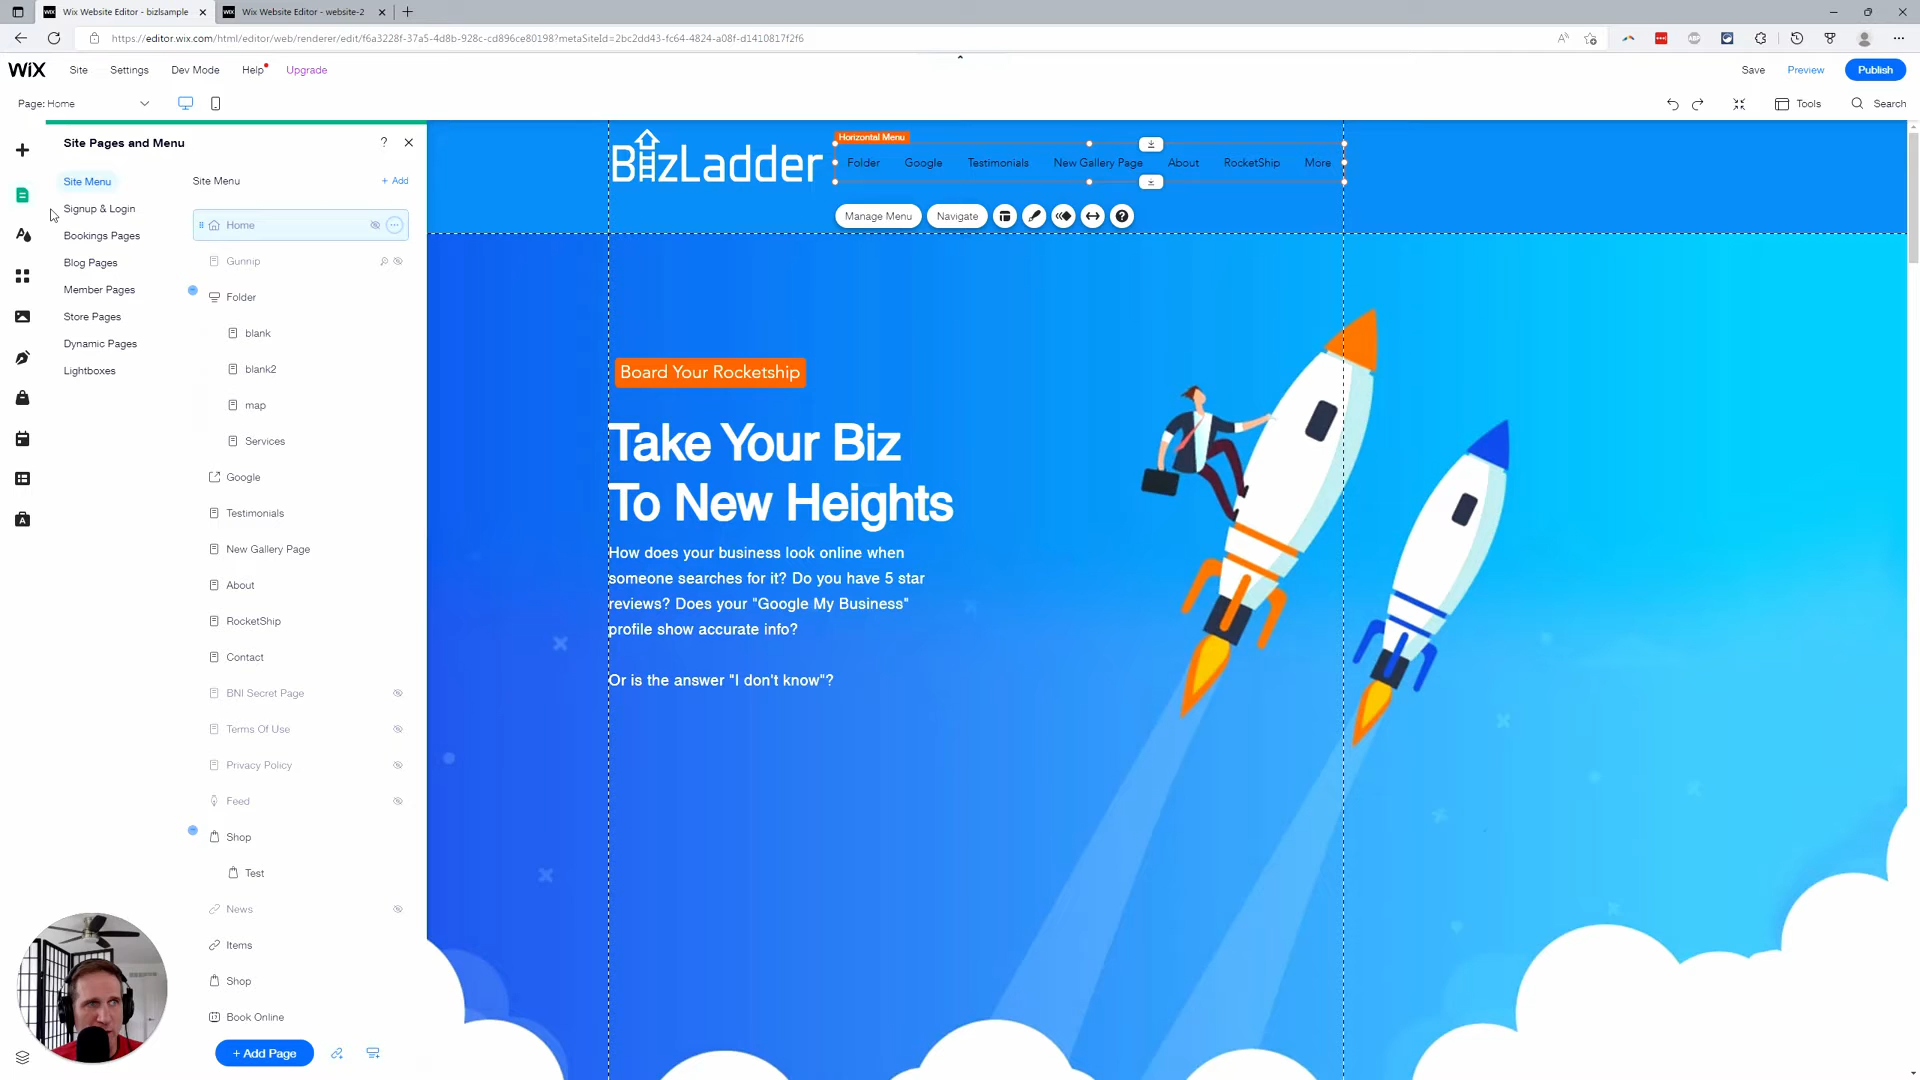 Wix Website Editor - bizlsample
Wix Website Editor - website-2
https://editor.wix.com/html/editor/web/renderer/edit/f6a3228f-37a5-4d8b-928c-cd896ce80198?metaSiteId=2bc2dd43-fc64-4824-a08f-d1410817f2f6
WiX
Site
Settings
Dev Mode
Help
Upgrade
Save
Preview
Publish
Page: Home
Tools
Search
Site Pages and Menu
?
Site Menu
Signup & Login
Bookings Pages
Blog Pages
Member Pages
Store Pages
Dynamic Pages
Lightboxes
Site Menu
+ Add
Home
Gunnip
Folder
blank
blank2
map
Services
Google
Testimonials
New Gallery Page
About
RocketShip
Contact
BNI Secret Page
Terms Of Use
Privacy Policy
Feed
Shop
Test
News
Items
Shop
Book Online
+ Add Page
BizLadder
Horizontal Menu
Folder Google Testimonials New Gallery Page About RocketShip More
Manage Menu
Navigate
Board Your Rocketship
Take Your Biz
To New Heights
How does your business look online when
someone searches for it? Do you have 5 star
reviews? Does your "Google My Business"
profile show accurate info?
Or is the answer "I don't know"?